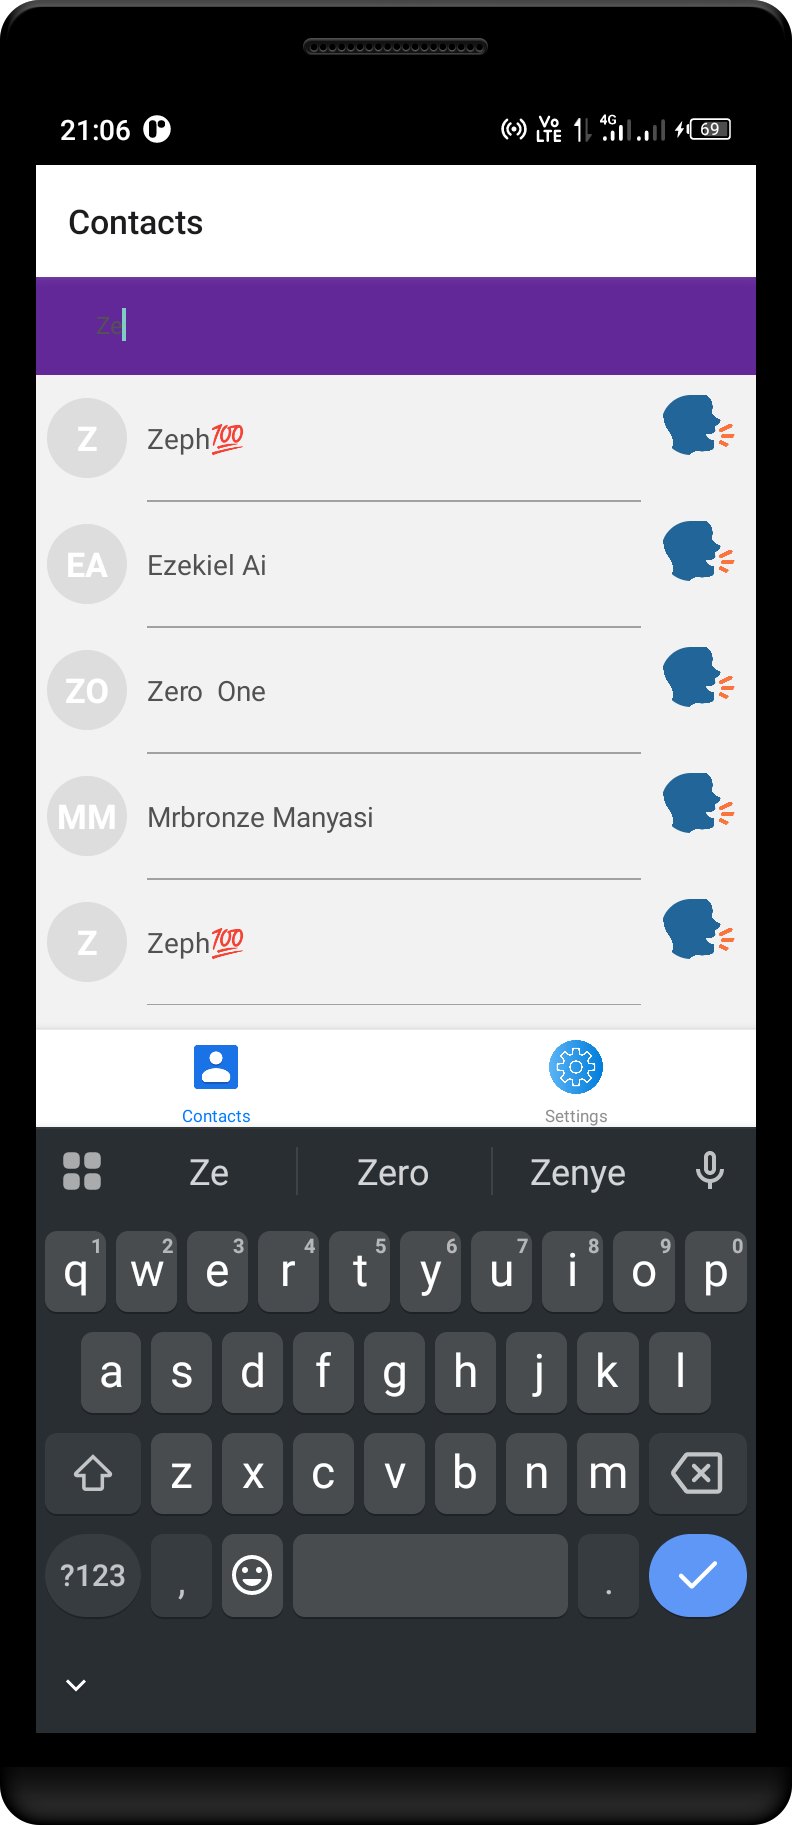 21:06 Vo LTE 4G 69
Contacts
Ze
Z Zeph💯
EA Ezekiel Ai
ZO Zero  One
MM Mrbronze Manyasi
Z Zeph💯
Contacts Settings
Ze Zero Zenye
q1 w2 e3 r4 t5 y6 u7 i8 o9 p0
a s d f g h j k l
z x c v b n m
?123 , .